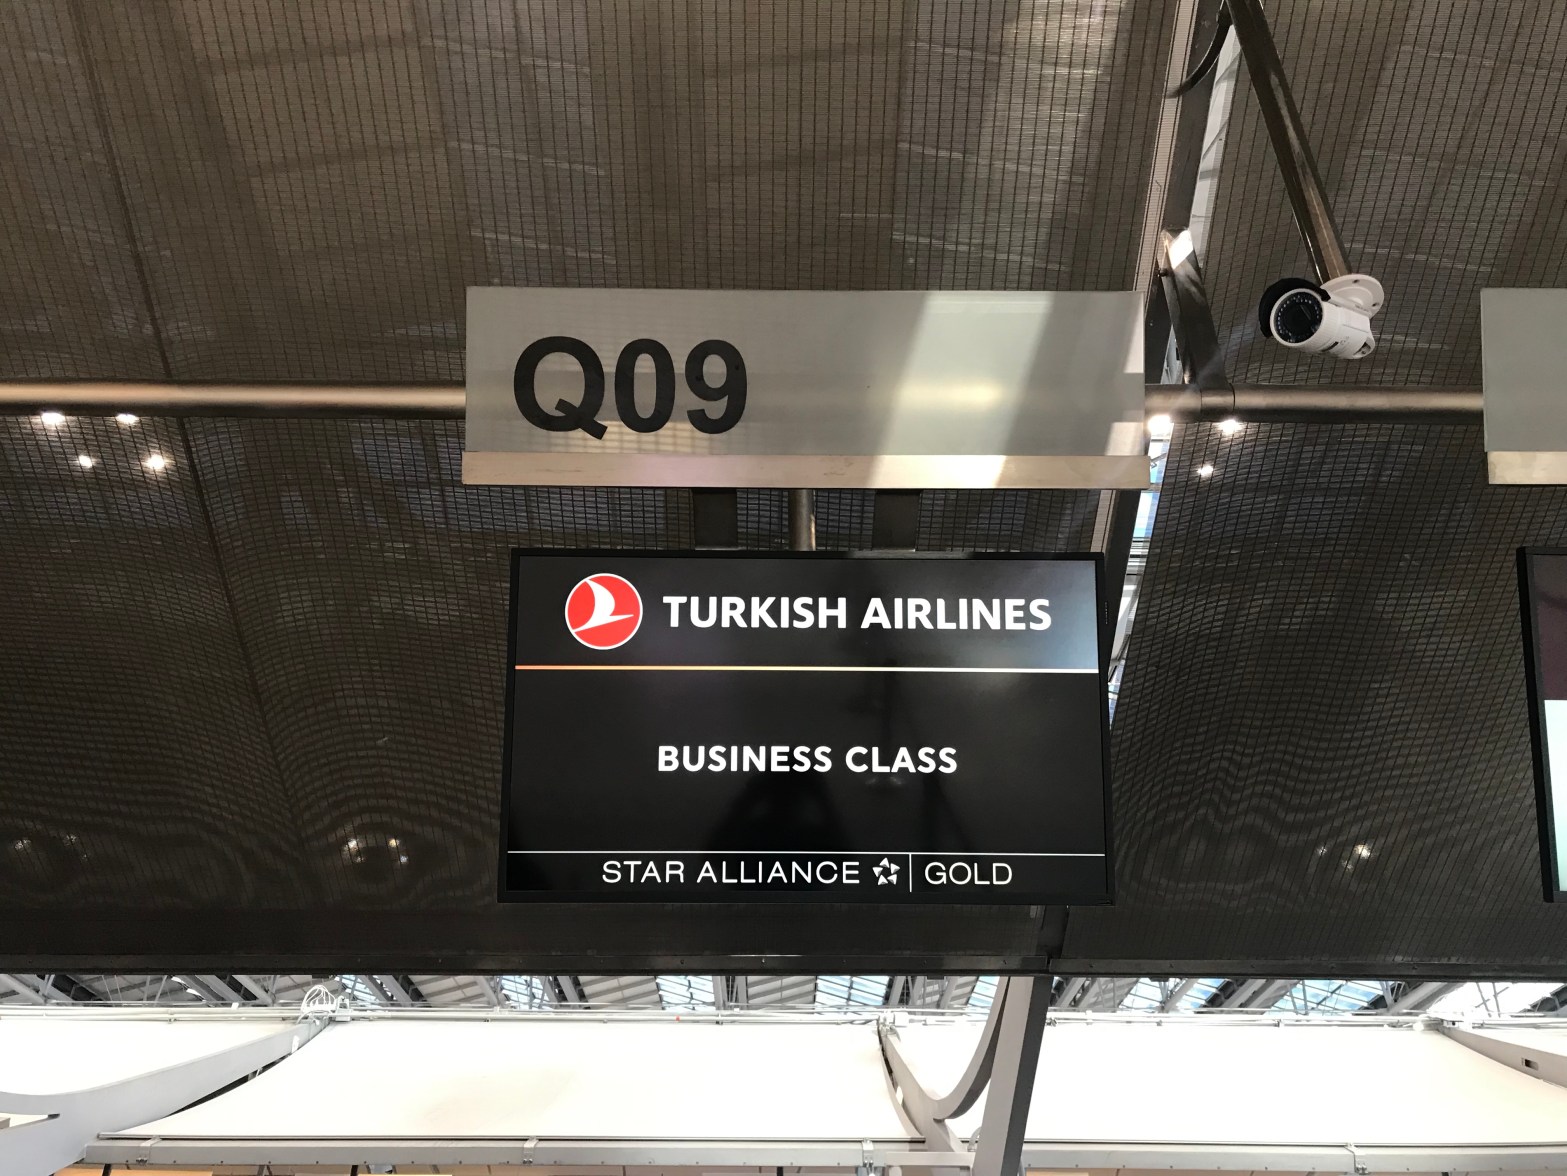 Q09
TURKISH AIRLINES
BUSINESS CLASS
STAR ALLIANCE | GOLD